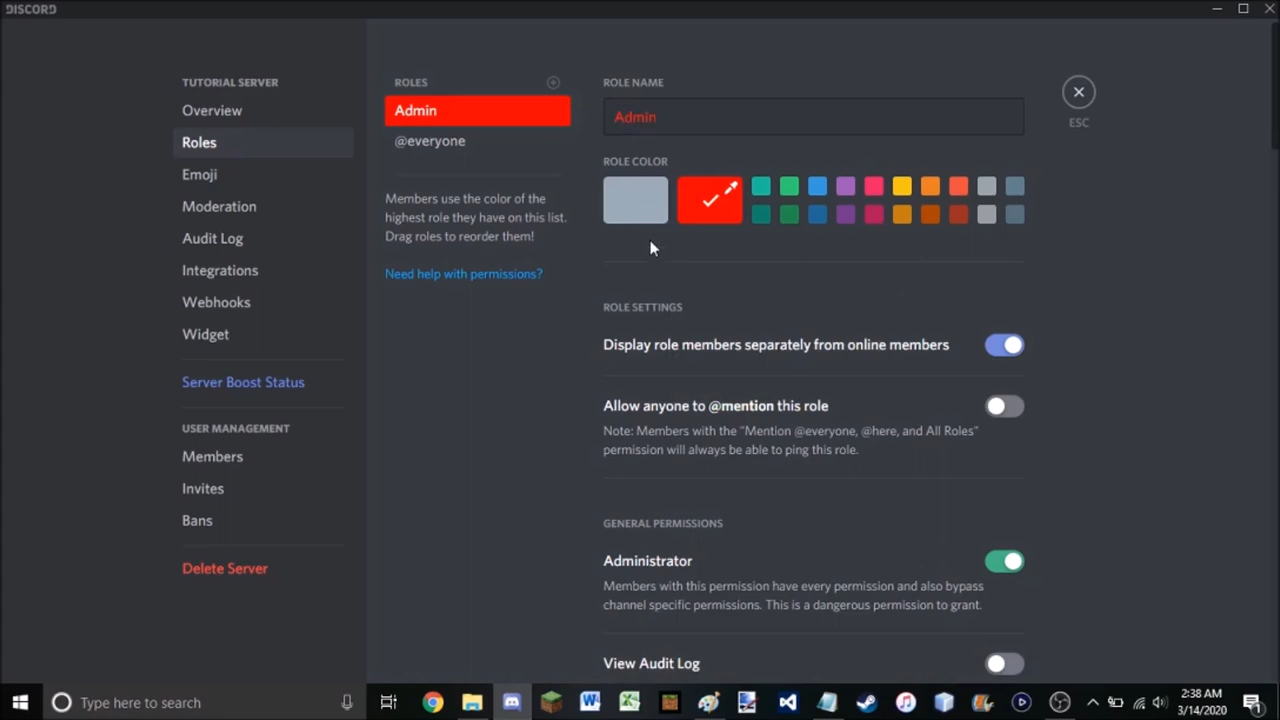 DISCORD
TUTORIAL SERVER
Overview
Roles
Emoji
Moderation
Audit Log
Integrations
Webhooks
Widget
Server Boost Status
USER MANAGEMENT
Members
Invites
Bans
Delete Server
ROLES
Admin
@everyone
Members use the color of the
highest role they have on this list.
Drag roles to reorder them!
Need help with permissions?
ROLE NAME
Admin
ESC
ROLE COLOR
ROLE SETTINGS
Display role members separately from online members
Allow anyone to @mention this role
Note: Members with the "Mention @everyone, @here, and All Roles"
permission will always be able to ping this role.
GENERAL PERMISSIONS
Administrator
Members with this permission have every permission and also bypass
channel specific permissions. This is a dangerous permission to grant.
View Audit Log
Type here to search
2:38 AM
3/14/2020
1